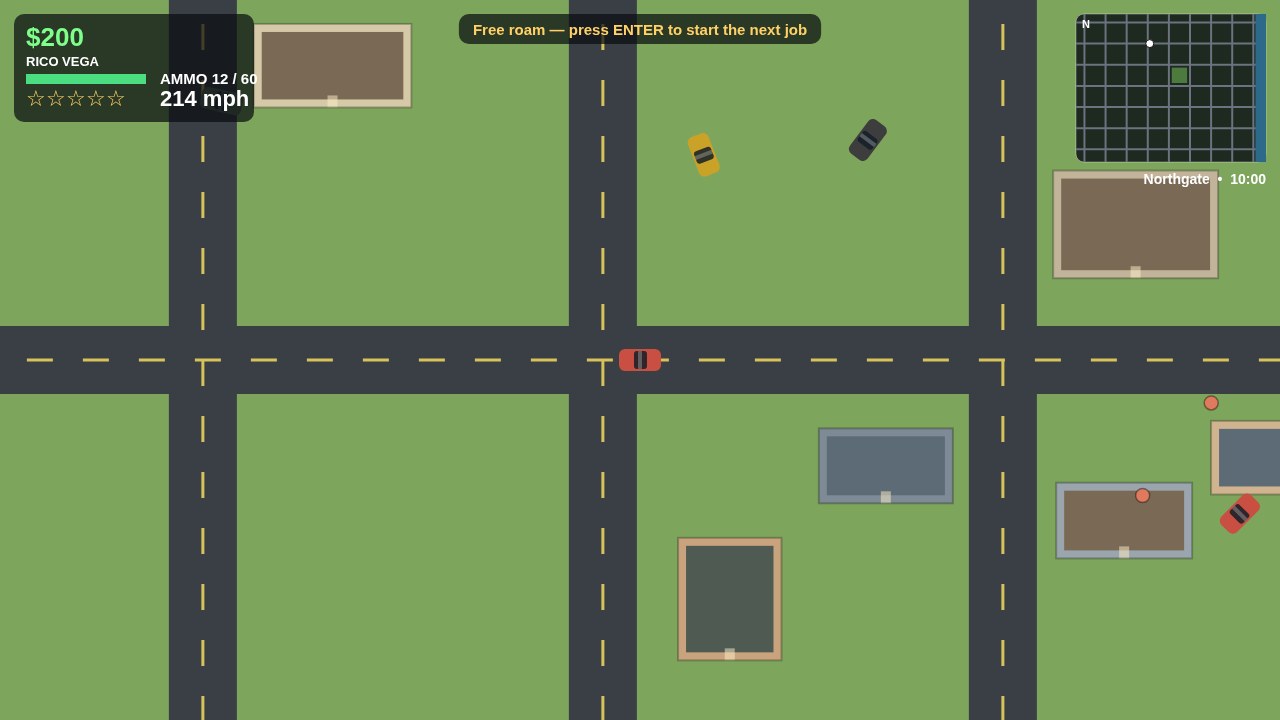 $200
RICO VEGA
AMMO 12 / 60
☆☆☆☆☆ 214 mph
Free roam — press ENTER to start the next job
N
Northgate • 10:00